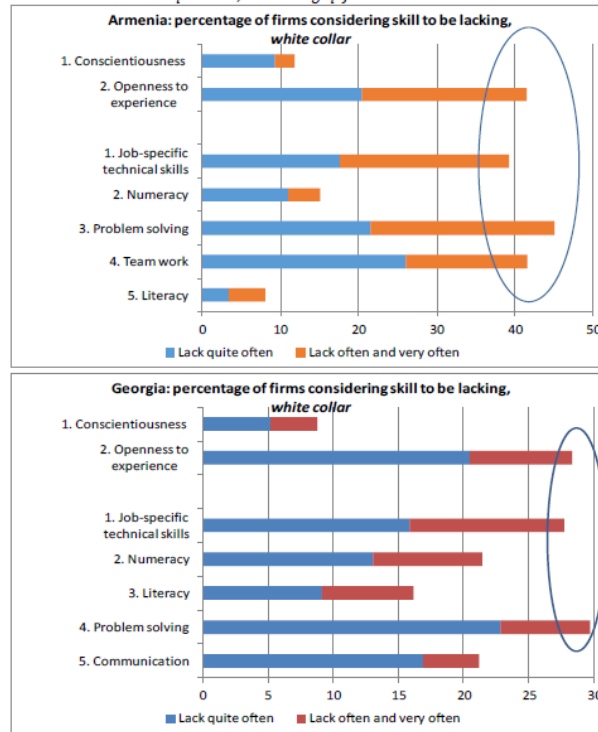 Armenia: percentage of firms considering skill to be lacking,
white collar
1. Conscientiousness
2. Openness to
experience
1. Job-specific
technical skills
2. Numeracy
3. Problem solving
4. Team work
5. Literacy
0 10 20 30 40 50
Lack quite often Lack often and very often
Georgia: percentage of firms considering skill to be lacking,
white collar
1. Conscientiousness
2. Openness to
experience
1. Job-specific
technical skills
2. Numeracy
3. Literacy
4. Problem solving
5. Communication
0 5 10 15 20 25 30
Lack quite often Lack often and very often